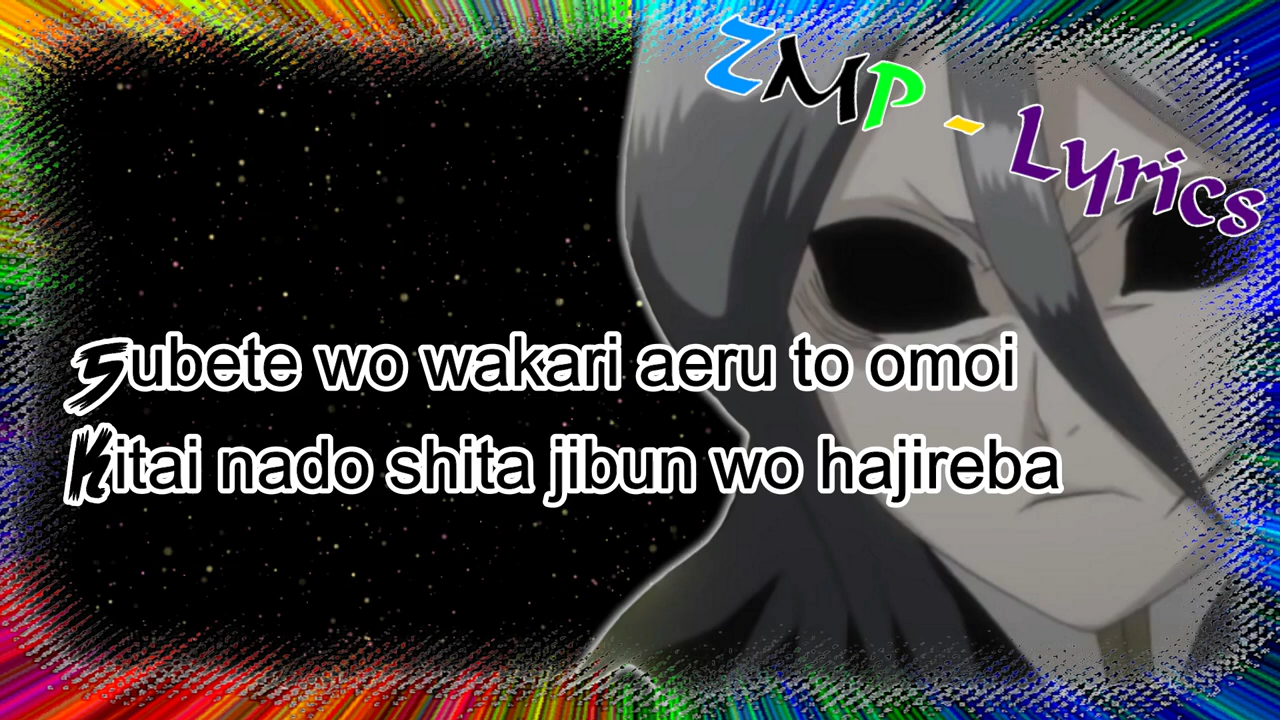 ZMP - Lyrics
Subete wo wakari aeru to omoi
Kitai nado shita jibun wo hajireba